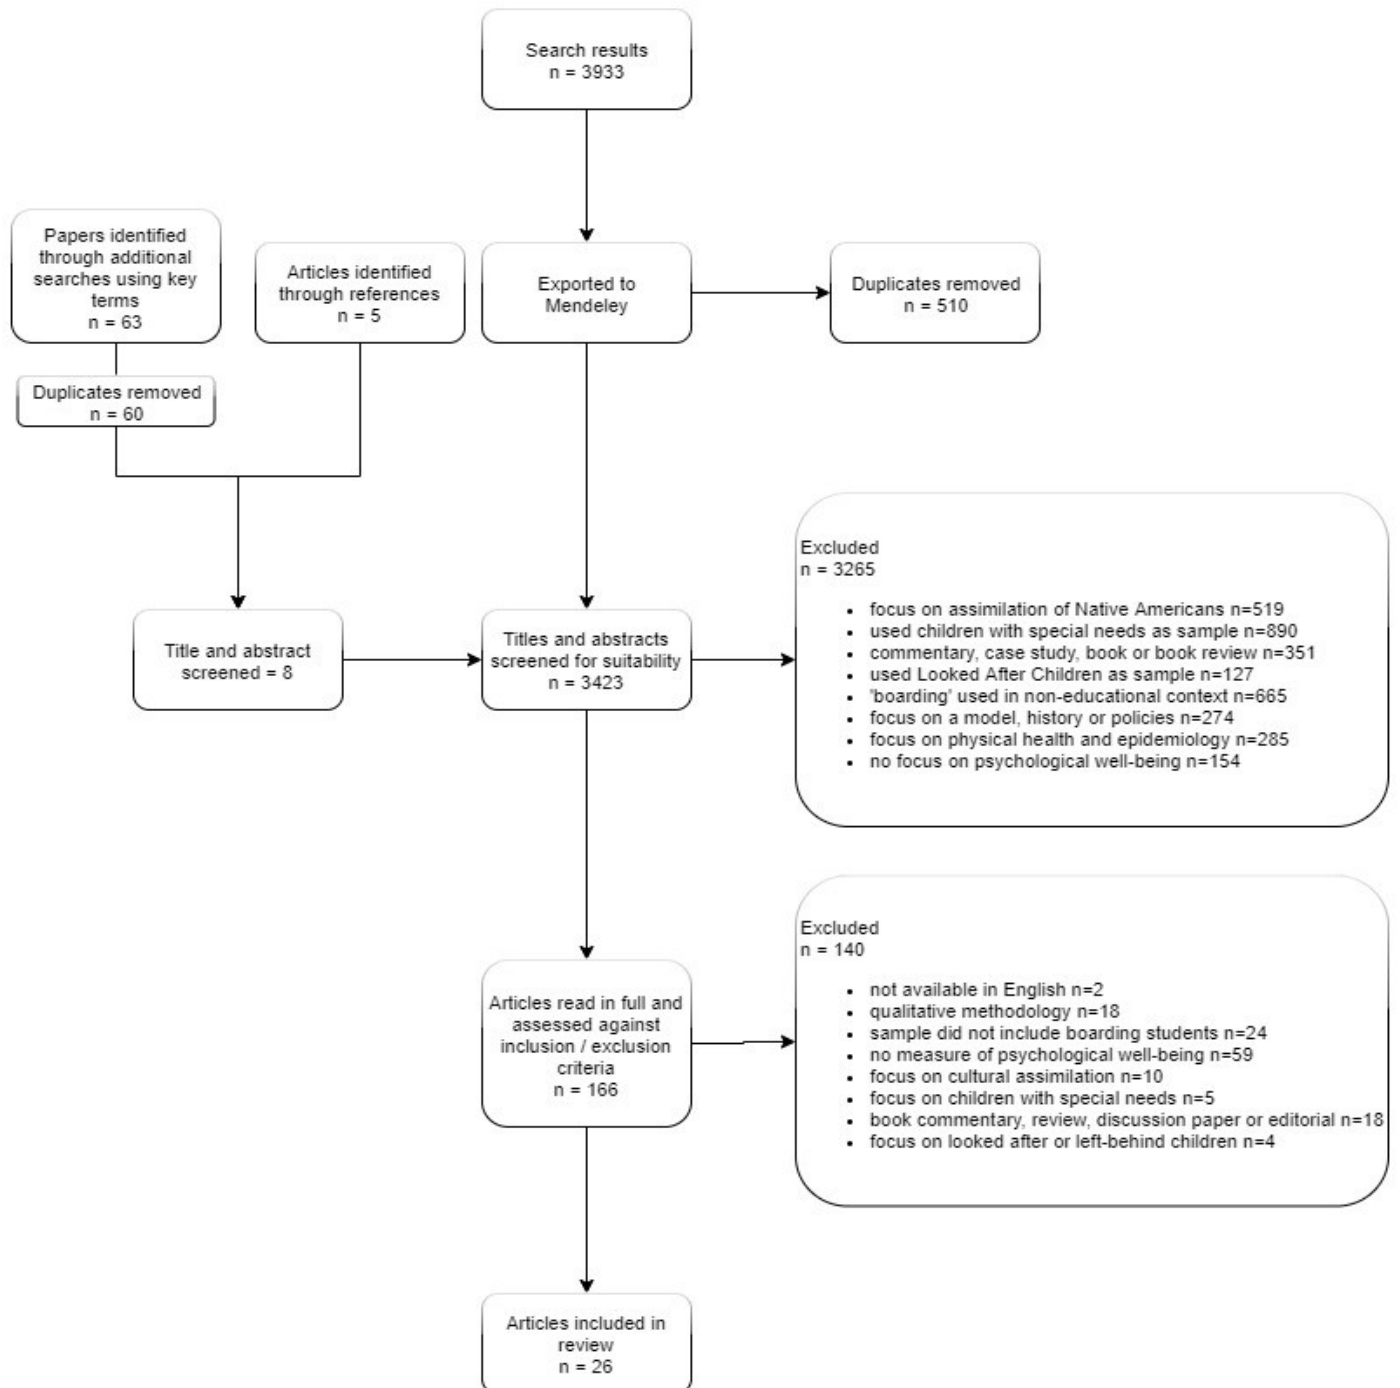 Search results
n = 3933
Papers identified
through additional
searches using key
terms
n = 63
Articles identified
through references
n = 5
Exported to
Mendeley
Duplicates removed
n = 510
Duplicates removed
n = 60
Title and abstract
screened = 8
Titles and abstracts
screened for suitability
n = 3423
Excluded
n = 3265
• focus on assimilation of Native Americans n=519
• used children with special needs as sample n=890
• commentary, case study, book or book review n=351
• used Looked After Children as sample n=127
• 'boarding' used in non-educational context n=665
• focus on a model, history or policies n=274
• focus on physical health and epidemiology n=285
• no focus on psychological well-being n=154
Articles read in full and
assessed against
inclusion / exclusion
criteria
n = 166
Excluded
n = 140
• not available in English n=2
• qualitative methodology n=18
• sample did not include boarding students n=24
• no measure of psychological well-being n=59
• focus on cultural assimilation n=10
• focus on children with special needs n=5
• book commentary, review, discussion paper or editorial n=18
• focus on looked after or left-behind children n=4
Articles included in
review
n = 26